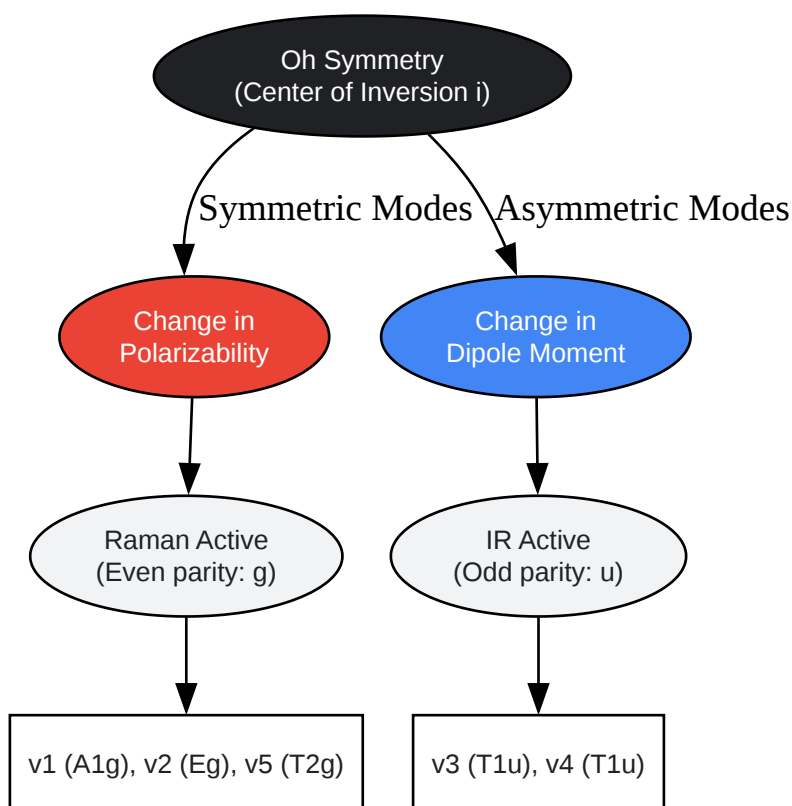 Oh Symmetry
(Center of Inversion i)
Symmetric Modes
Asymmetric Modes
Change in
Polarizability
Change in
Dipole Moment
Raman Active
(Even parity: g)
IR Active
(Odd parity: u)
v1 (A1g), v2 (Eg), v5 (T2g)
v3 (T1u), v4 (T1u)